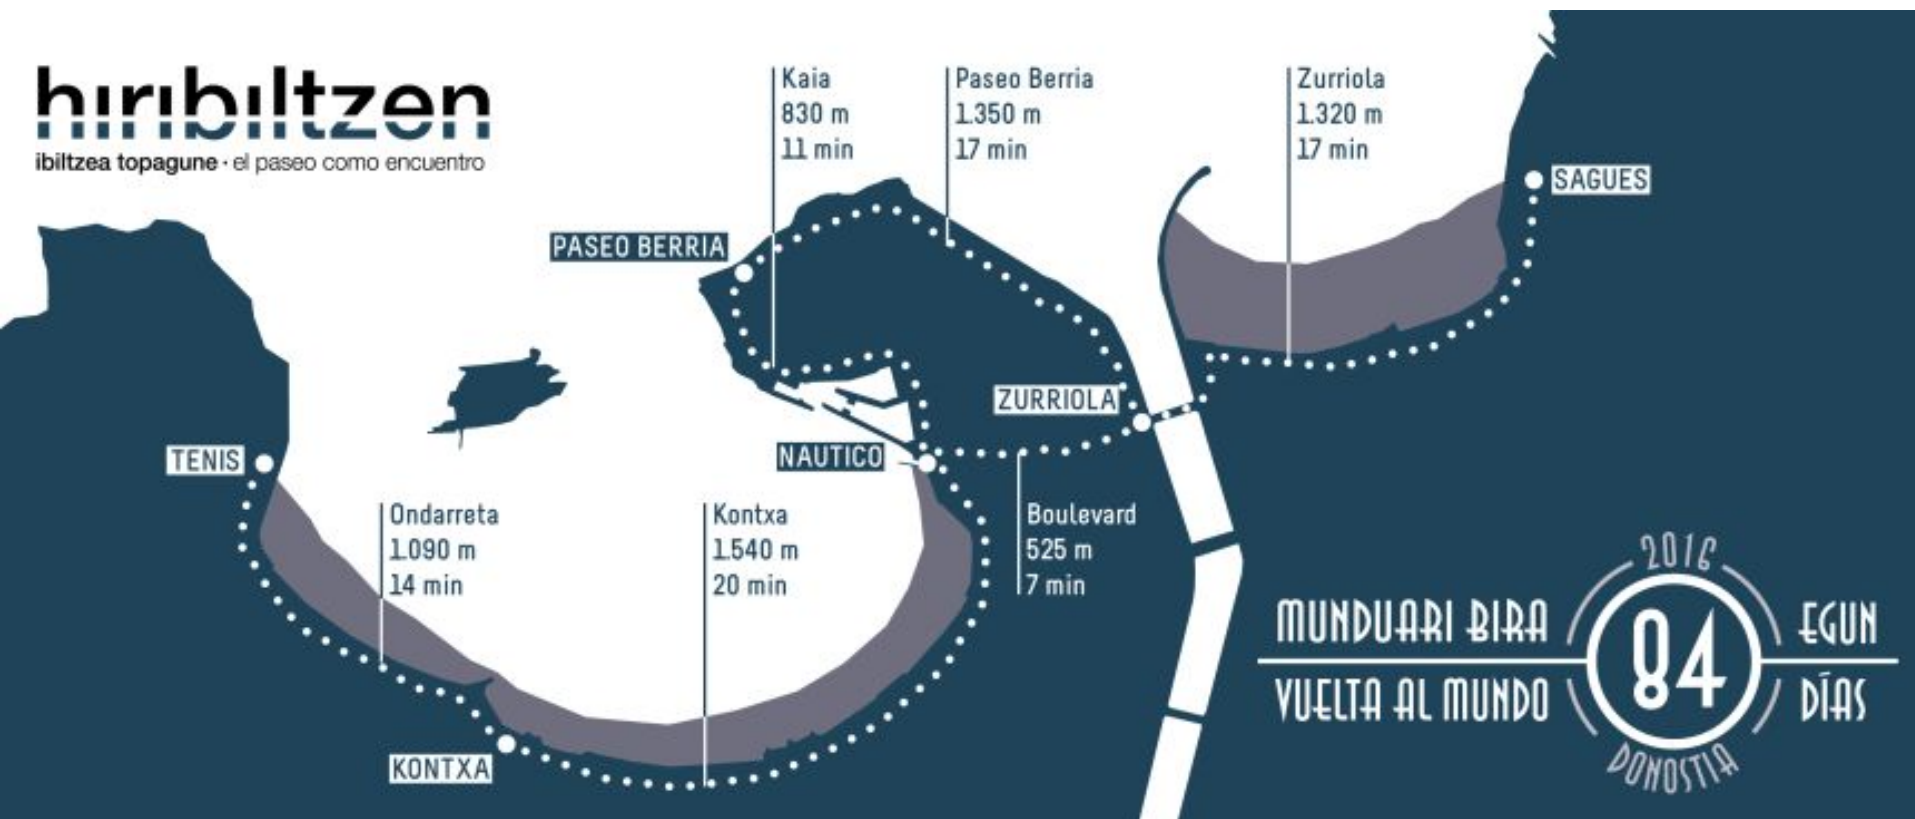 hiribiltzen
ibiltzea topagune · el paseo como encuentro
Kaia
830 m
11 min
Paseo Berria
1.350 m
17 min
Zurriola
1.320 m
17 min
SAGUES
PASEO BERRIA
ZURRIOLA
TENIS
NAUTICO
Ondarreta
1.090 m
14 min
Kontxa
1.540 m
20 min
Boulevard
525 m
7 min
KONTXA
2016
MUNDUARI BIRA 84 EGUN
VUELTA AL MUNDO DÍAS
DONOSTIA